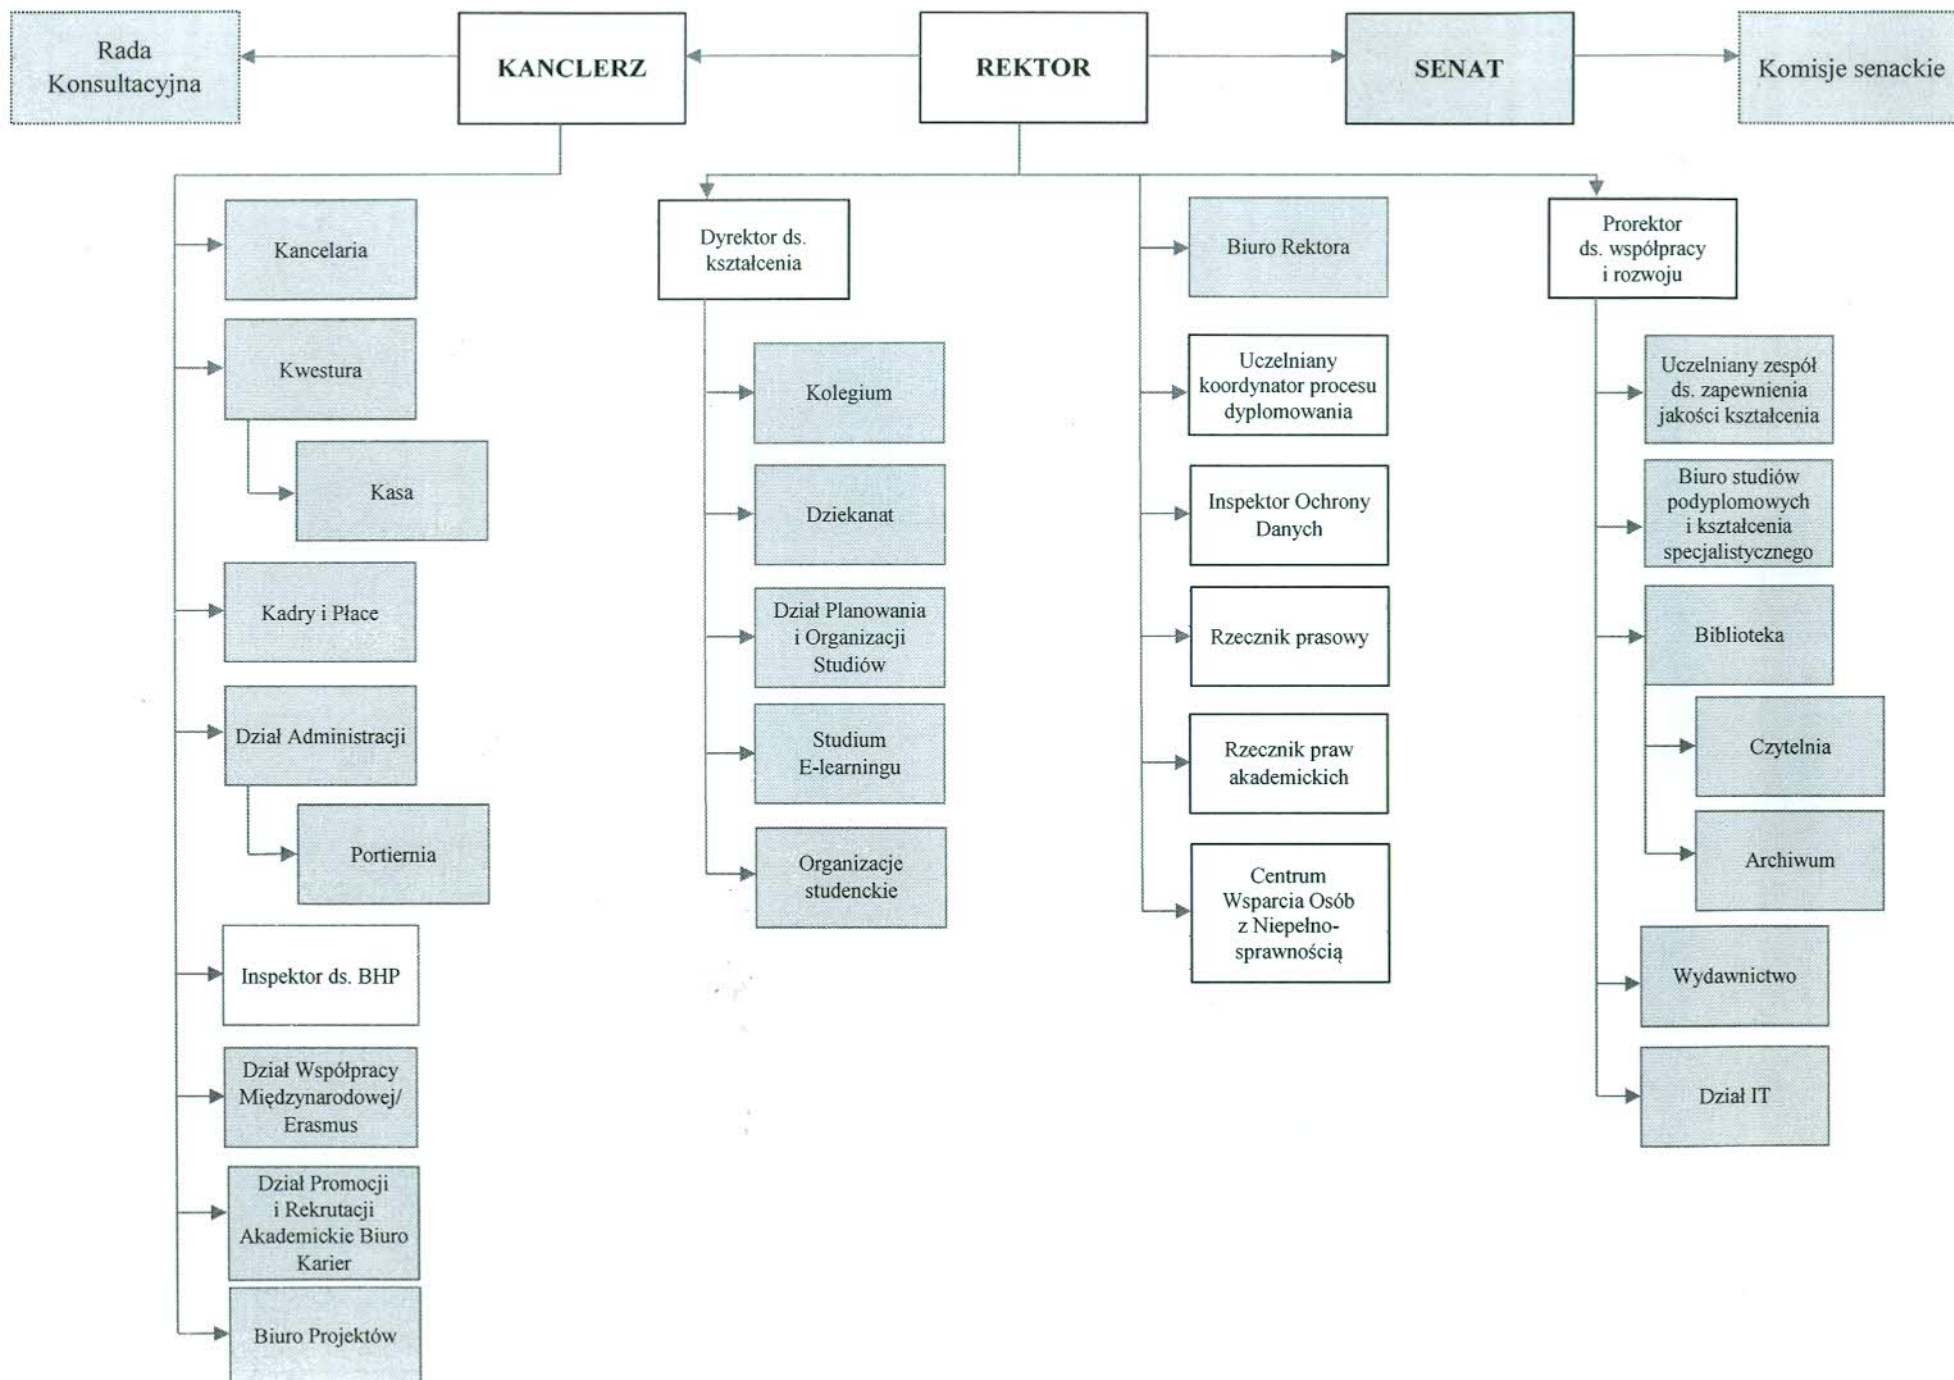 Rada
Konsultacyjna
KANCLERZ
REKTOR
SENAT
Komisje senackie
Kancelaria
Kwestura
Kasa
Kadry i Płace
Dział Administracji
Portiernia
Inspektor ds. BHP
Dział Współpracy
Międzynarodowej/
Erasmus
Dział Promocji
i Rekrutacji
Akademickie Biuro
Karier
Biuro Projektów
Dyrektor ds.
kształcenia
Kolegium
Dziekanat
Dział Planowania
i Organizacji
Studiów
Studium
E-learningu
Organizacje
studenckie
Biuro Rektora
Uczelniany
koordynator procesu
dyplomowania
Inspektor Ochrony
Danych
Rzecznik prasowy
Rzecznik praw
akademickich
Centrum
Wsparcia Osób
z Niepełno-
sprawnością
Prorektor
ds. współpracy
i rozwoju
Uczelniany zespół
ds. zapewnienia
jakości kształcenia
Biuro studiów
podyplomowych
i kształcenia
specjalistycznego
Biblioteka
Czytelnia
Archiwum
Wydawnictwo
Dział IT